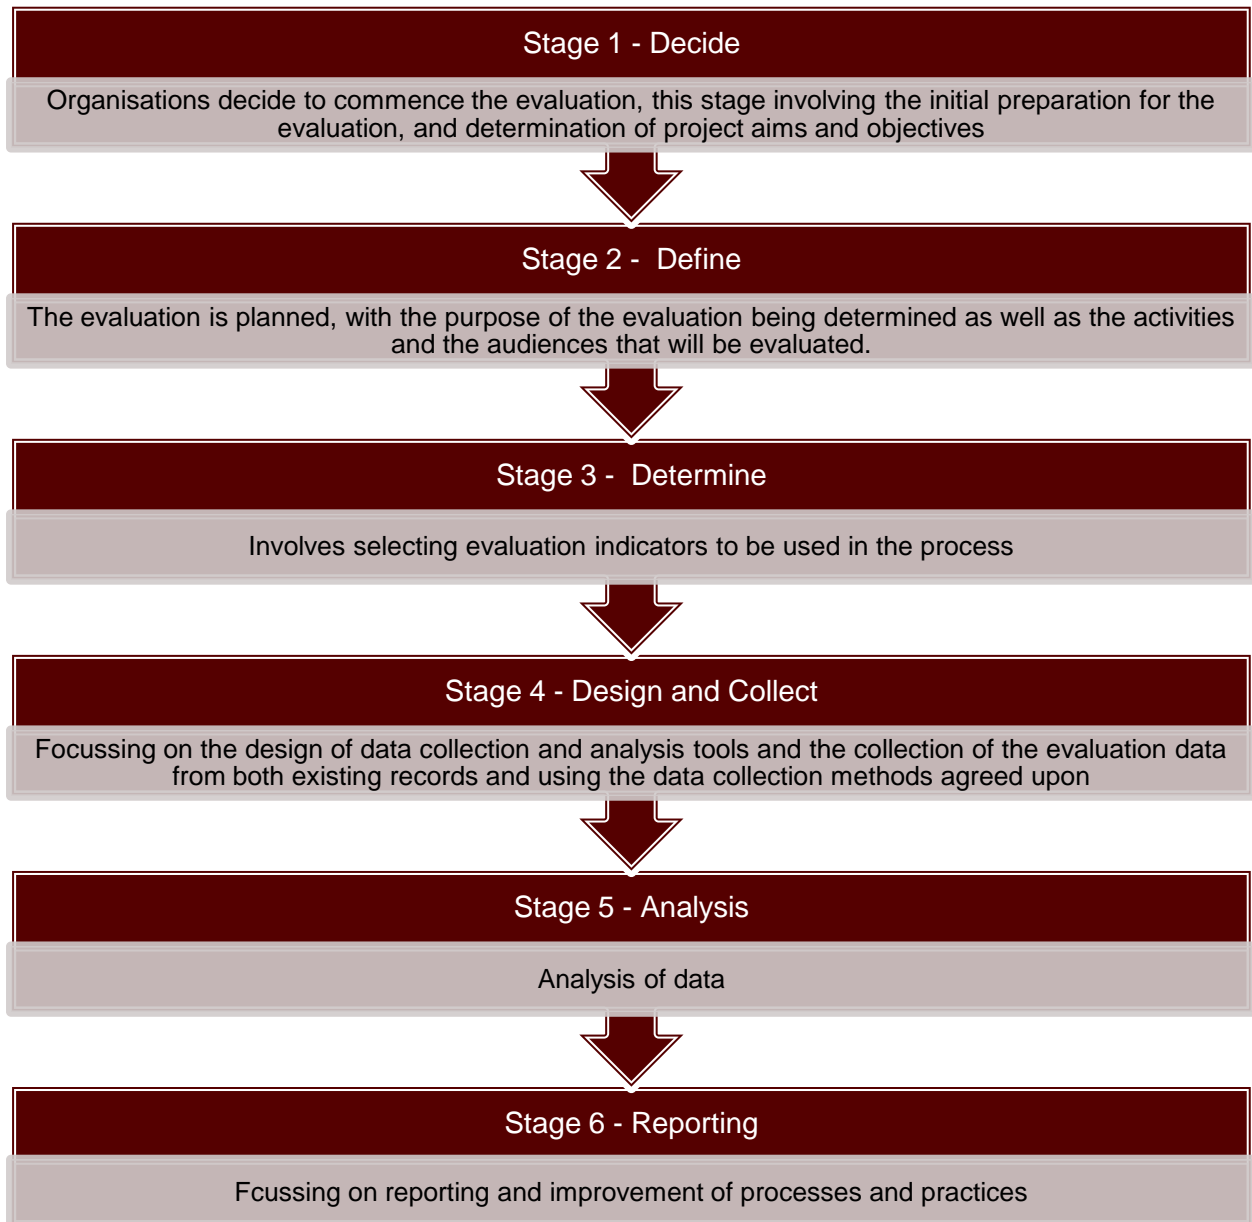 Stage 1 - Decide
Organisations decide to commence the evaluation, this stage involving the initial preparation for the
evaluation, and determination of project aims and objectives
Stage 2 -  Define
The evaluation is planned, with the purpose of the evaluation being determined as well as the activities
and the audiences that will be evaluated.
Stage 3 -  Determine
Involves selecting evaluation indicators to be used in the process
Stage 4 - Design and Collect
Focussing on the design of data collection and analysis tools and the collection of the evaluation data
from both existing records and using the data collection methods agreed upon
Stage 5 - Analysis
Analysis of data
Stage 6 - Reporting
Fcussing on reporting and improvement of processes and practices